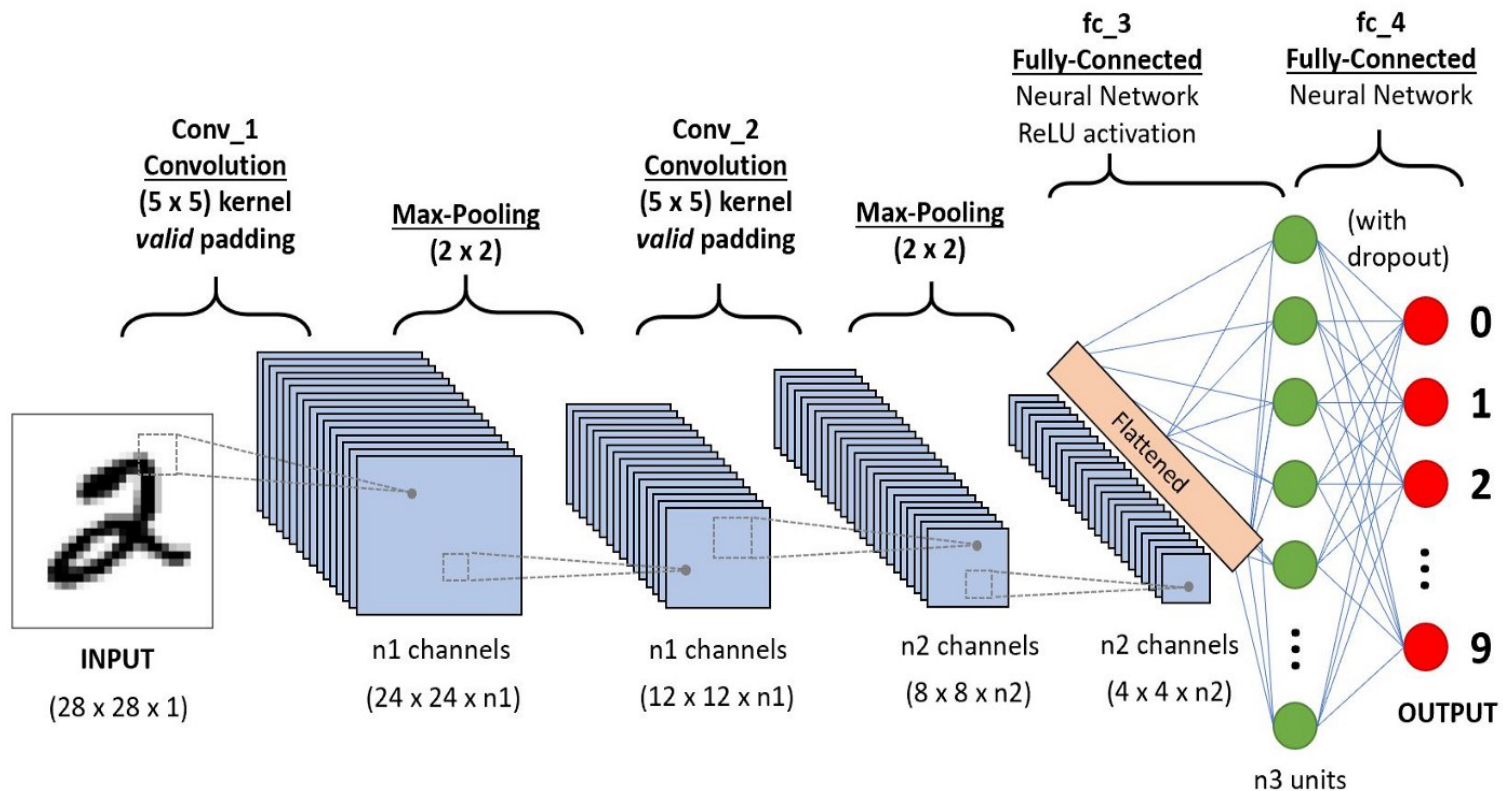 fc_3
Fully-Connected
Neural Network
ReLU activation
fc_4
Fully-Connected
Neural Network
Conv_1
Convolution
(5 x 5) kernel
valid padding
Max-Pooling
(2 x 2)
Conv_2
Convolution
(5 x 5) kernel
valid padding
Max-Pooling
(2 x 2)
(with
dropout)
Flattened
0
1
2
9
2
INPUT
(28 x 28 x 1)
n1 channels
(24 x 24 x n1)
n1 channels
(12 x 12 x n1)
n2 channels
(8 x 8 x n2)
n2 channels
(4 x 4 x n2)
OUTPUT
n3 units